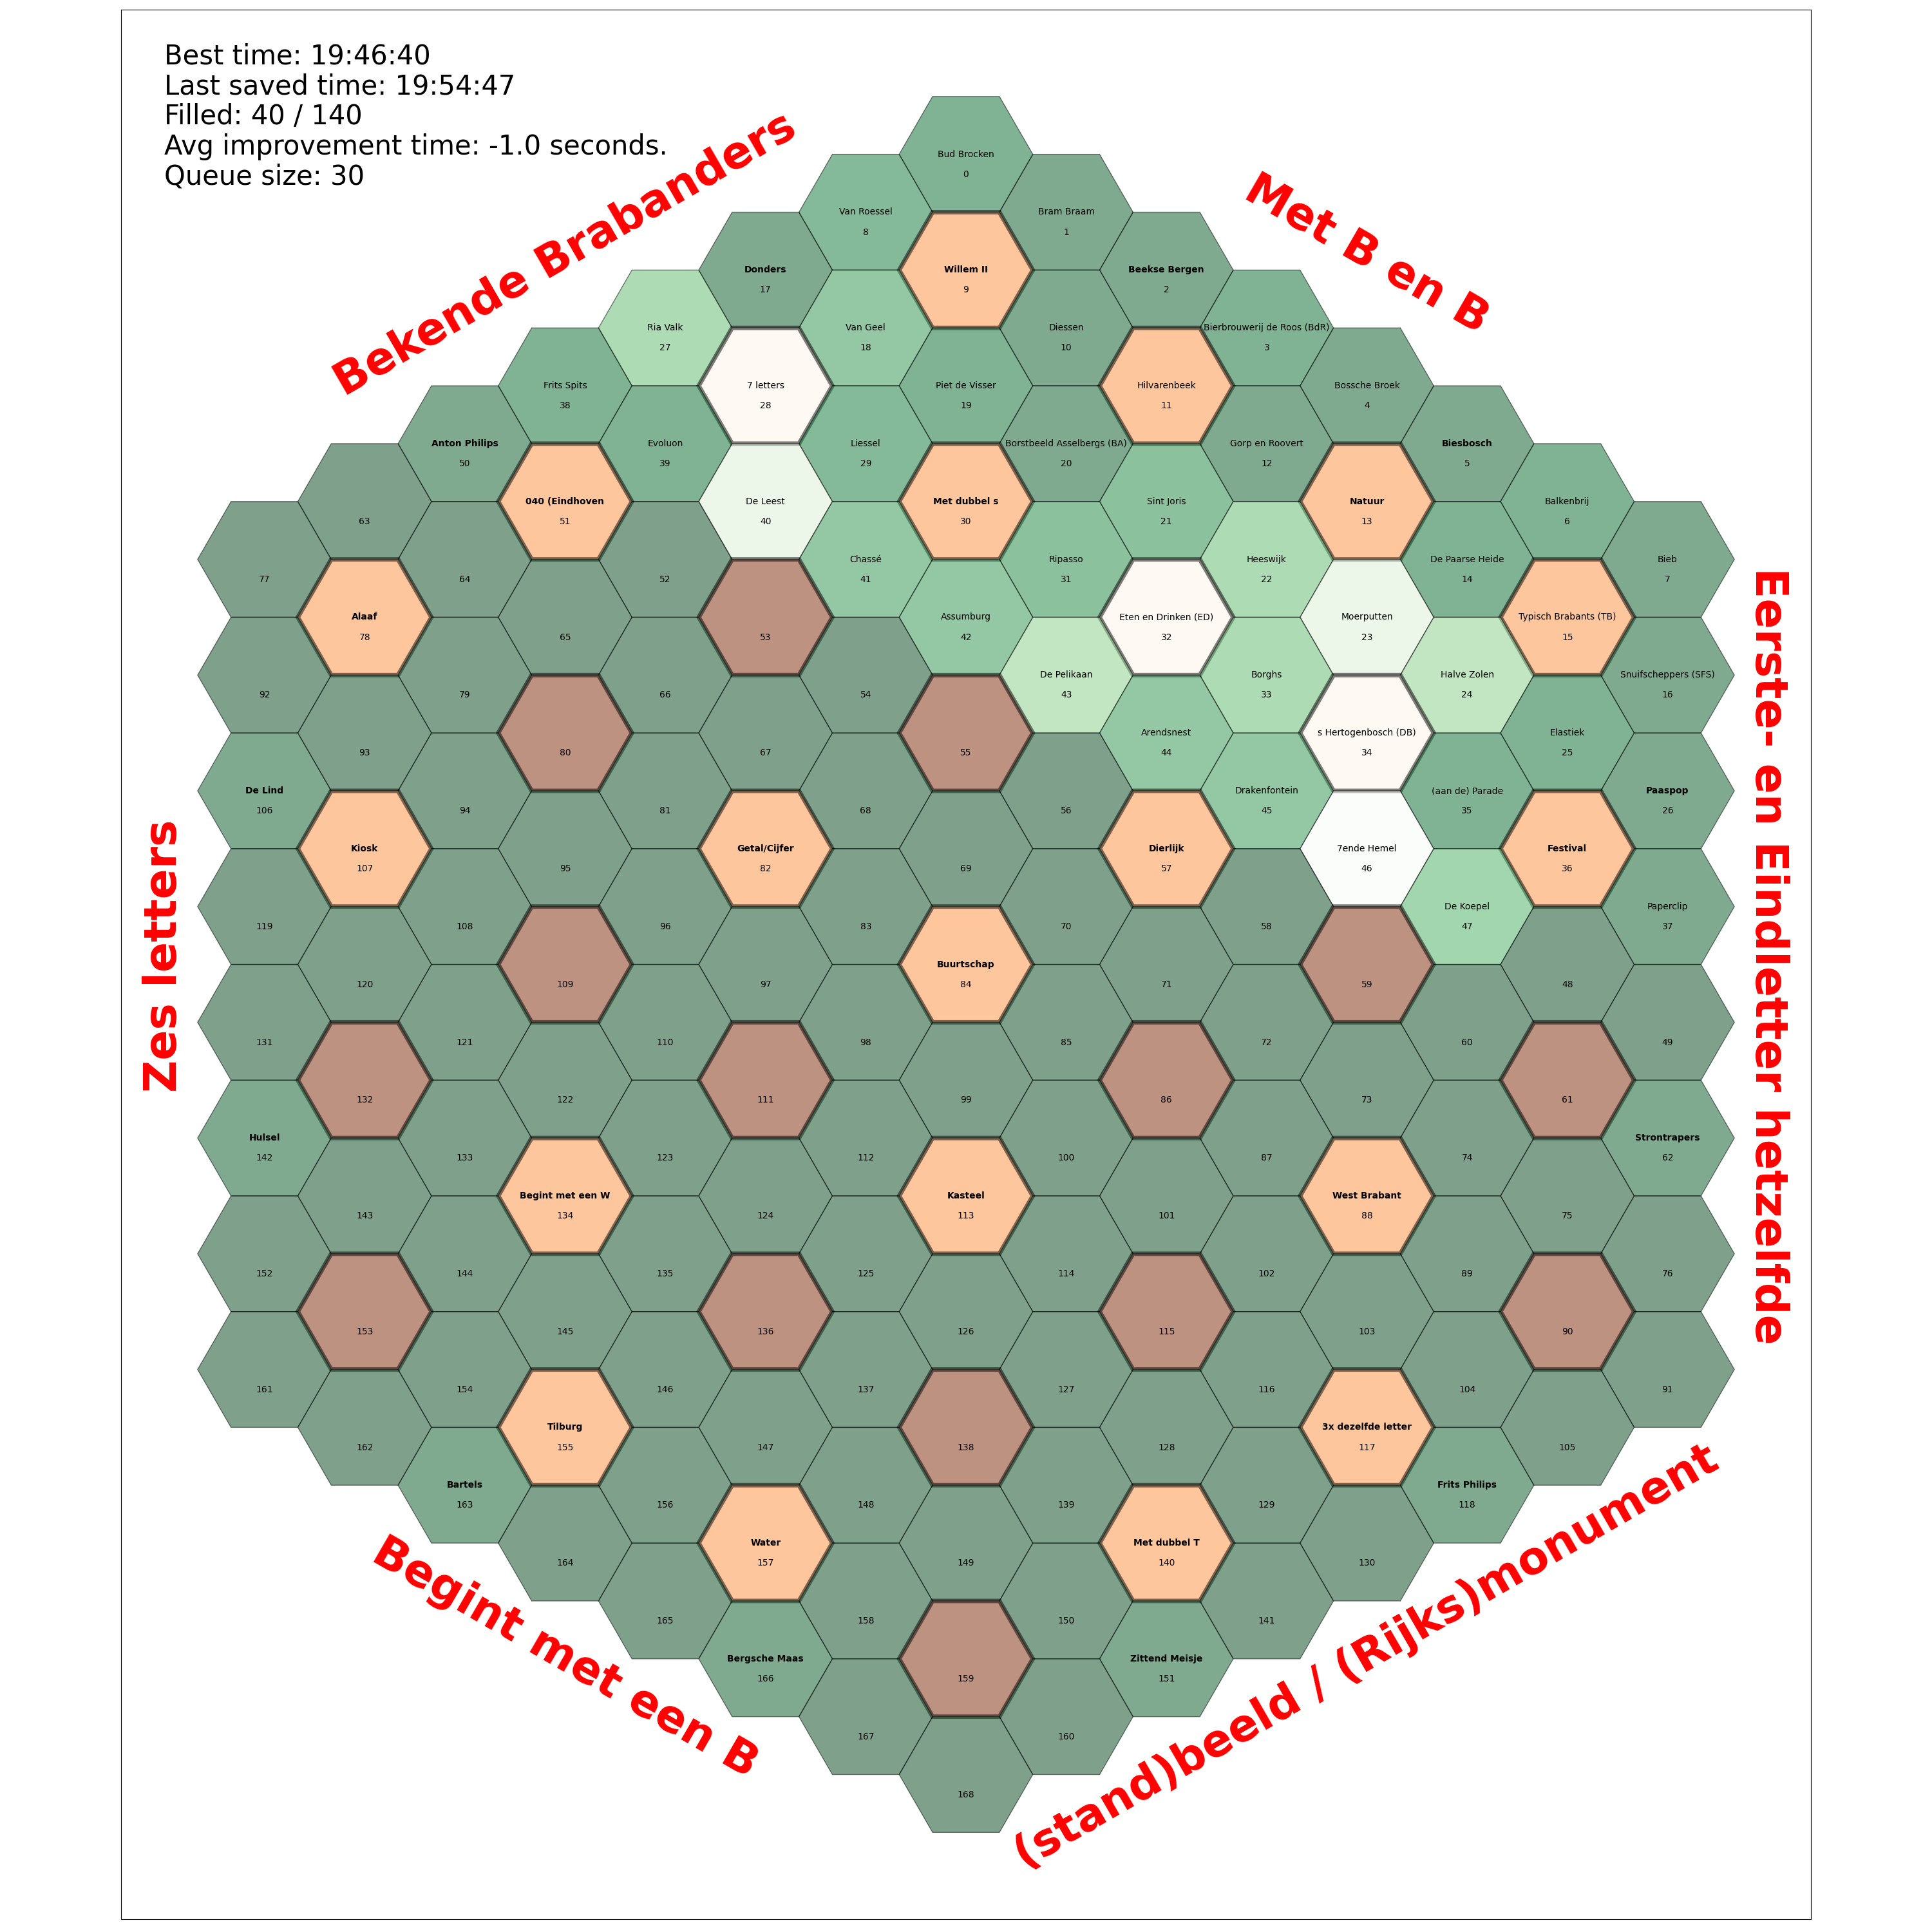 Best time: 19:46:40
Last saved time: 19:54:47
Filled: 40 / 140
Avg improvement time: -1.0 seconds.
Queue size: 30
Bekende Brabanders
Met B en B
Eerste- en Eindletter hetzelfde
(stand)beeld / (Rijks)monument
Begint met een B
Zes letters
Bud Brocken
0
Bram Braam
1
Beekse Bergen
2
Bierbrouwerij de Roos (BdR)
3
Bossche Broek
4
Biesbosch
5
Balkenbrij
6
Bieb
7
Van Roessel
8
Willem II
9
Diessen
10
Hilvarenbeek
11
Gorp en Roovert
12
Natuur
13
De Paarse Heide
14
Typisch Brabants (TB)
15
Snuifscheppers (SFS)
16
Donders
17
Van Geel
18
Piet de Visser
19
Borstbeeld Asselbergs (BA)
20
Sint Joris
21
Heeswijk
22
Moerputten
23
Halve Zolen
24
Elastiek
25
Paaspop
26
Ria Valk
27
7 letters
28
Liessel
29
Met dubbel s
30
Ripasso
31
Eten en Drinken (ED)
32
Borghs
33
s Hertogenbosch (DB)
34
(aan de) Parade
35
Festival
36
Paperclip
37
Frits Spits
38
Evoluon
39
De Leest
40
Chassé
41
Assumburg
42
De Pelikaan
43
Arendsnest
44
Drakenfontein
45
7ende Hemel
46
De Koepel
47
48
49
Anton Philips
50
040 (Eindhoven
51
52
53
54
55
56
Dierlijk
57
58
59
60
61
Strontrapers
62
63
64
65
66
67
68
69
70
71
72
73
74
75
76
77
Alaaf
78
79
80
81
Getal/Cijfer
82
83
Buurtschap
84
85
86
87
West Brabant
88
89
90
91
92
93
94
95
96
97
98
99
100
101
102
103
104
105
De Lind
106
Kiosk
107
108
109
110
111
112
Kasteel
113
114
115
116
3x dezelfde letter
117
Frits Philips
118
119
120
121
122
123
124
125
126
127
128
129
130
131
132
133
Begint met een W
134
135
136
137
138
139
Met dubbel T
140
141
Hulsel
142
143
144
145
146
147
148
149
150
Zittend Meisje
151
152
153
154
Tilburg
155
156
Water
157
158
159
160
161
162
Bartels
163
164
165
Bergsche Maas
166
167
168